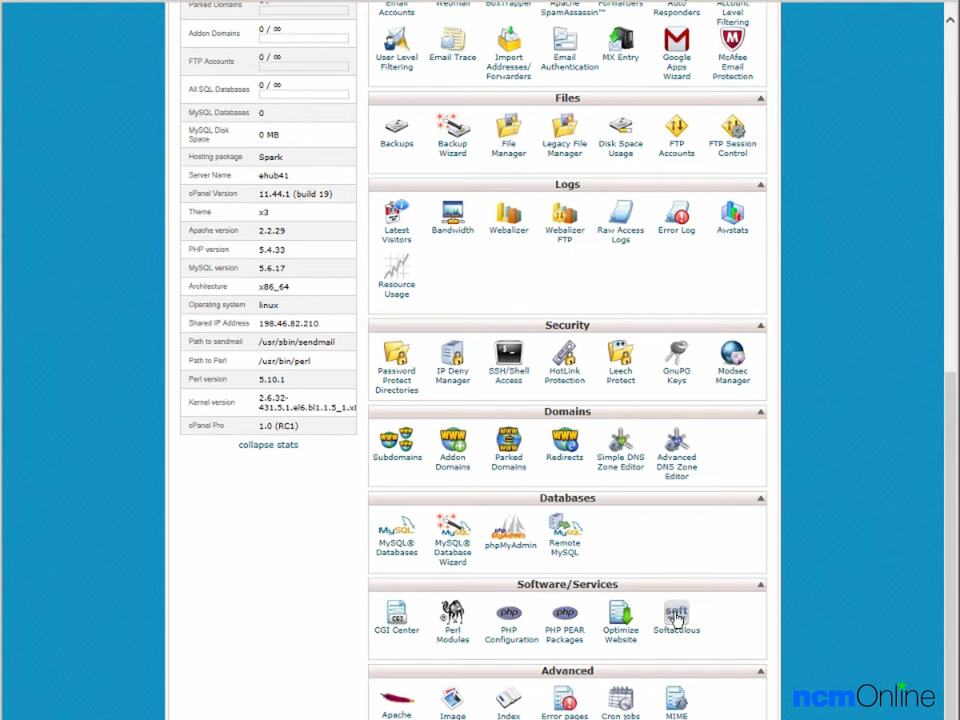 Parked Domains
Addon Domains 0 / ∞
FTP Accounts 0 / ∞
All SQL Databases 0 / ∞
MySQL Databases 0
MySQL Disk
Space 0 MB
Hosting package Spark
Server Name ehub41
cPanel Version 11.44.1 (build 19)
Theme x3
Apache version 2.2.29
PHP version 5.4.33
MySQL version 5.6.17
Architecture x86_64
Operating system linux
Shared IP Address 198.46.82.210
Path to sendmail /usr/sbin/sendmail
Path to Perl /usr/bin/perl
Perl version 5.10.1
Kernel version 2.6.32-
431.5.1.el6.bl1.1.5_1.x
cPanel Pro 1.0 (RC1)
collapse stats
Email
Accounts
Webmail
BoxTrapper
Apache
SpamAssassin™
Forwarders
Auto
Responders
Account
Level
Filtering
User Level
Filtering
Email Trace
Import
Addresses/
Forwarders
Email
Authentication
MX Entry
Google
Apps
Wizard
McAfee
Email
Protection
Files
Backups
Backup
Wizard
File
Manager
Legacy File
Manager
Disk Space
Usage
FTP
Accounts
FTP Session
Control
Logs
Latest
Visitors
Bandwidth
Webalizer
Webalizer
FTP
Raw Access
Logs
Error Log
Awstats
Resource
Usage
Security
Password
Protect
Directories
IP Deny
Manager
SSH/Shell
Access
HotLink
Protection
Leech
Protect
GnuPG
Keys
Modsec
Manager
Domains
Subdomains
Addon
Domains
Parked
Domains
Redirects
Simple DNS
Zone Editor
Advanced
DNS Zone
Editor
Databases
MySQL®
Databases
MySQL®
Database
Wizard
phpMyAdmin
Remote
MySQL
Software/Services
CGI Center
Perl
Modules
PHP
Configuration
PHP PEAR
Packages
Optimize
Website
Softaculous
Advanced
Apache
Image
Index
Error pages
Cron jobs
MIME
ncmOnline